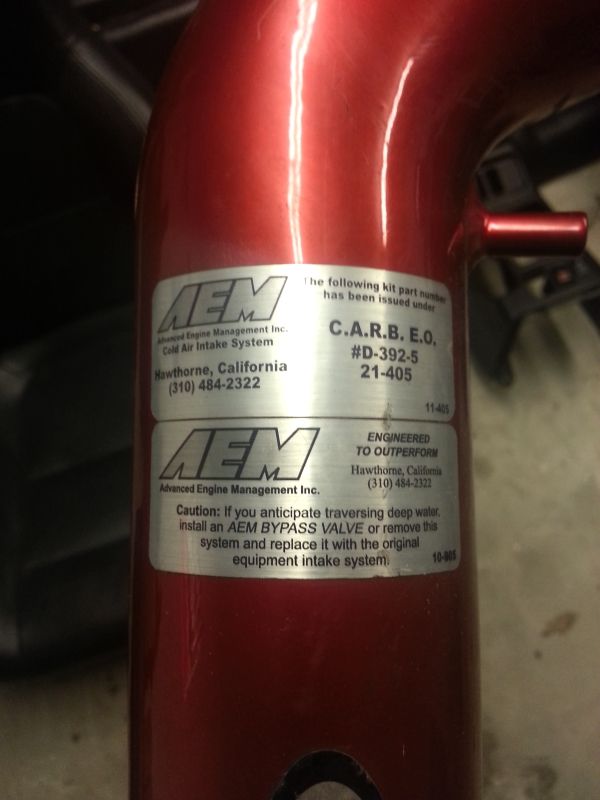 AEM
Advanced Engine Management Inc.
Cold Air Intake System
Hawthorne, California
(310) 484-2322
The following kit part number
has been issued under
C.A.R.B. E.O.
#D-392-5
21-405
11-405
AEM
Advanced Engine Management Inc.
ENGINEERED
TO OUTPERFORM
Hawthorne, California
(310) 484-2322
Caution: If you anticipate traversing deep water,
install an AEM BYPASS VALVE or remove this
system and replace it with the original
equipment intake system.